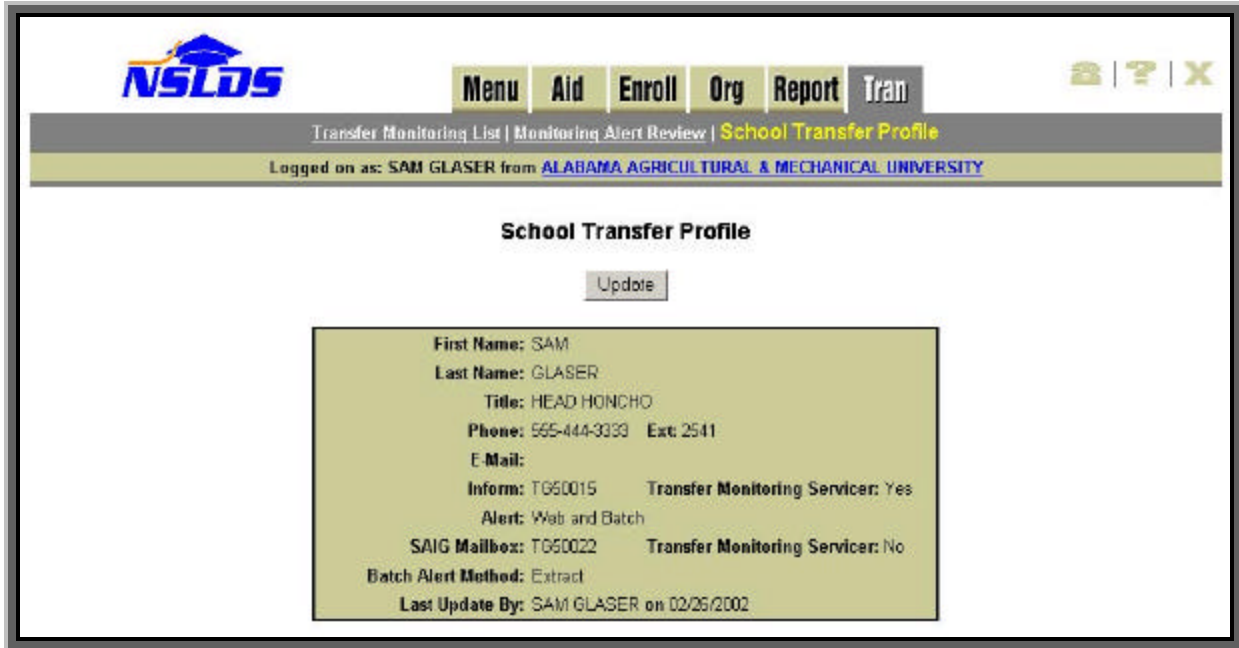 NSLDS
Menu Aid Enroll Org Report Tran
? | X
Transfer Monitoring List | Monitoring Alert Review | School Transfer Profile
Logged on as: SAM GLASER from ALABAMA AGRICULTURAL & MECHANICAL UNIVERSITY
School Transfer Profile
Update
First Name: SAM
Last Name: GLASER
Title: HEAD HONCHO
Phone: 555-444-3333 Ext: 2541
E-Mail:
Inform: TG50015 Transfer Monitoring Servicer: Yes
Alert: Web and Batch
SAIG Mailbox: TG50022 Transfer Monitoring Servicer: No
Batch Alert Method: Extract
Last Update By: SAM GLASER on 02/26/2002